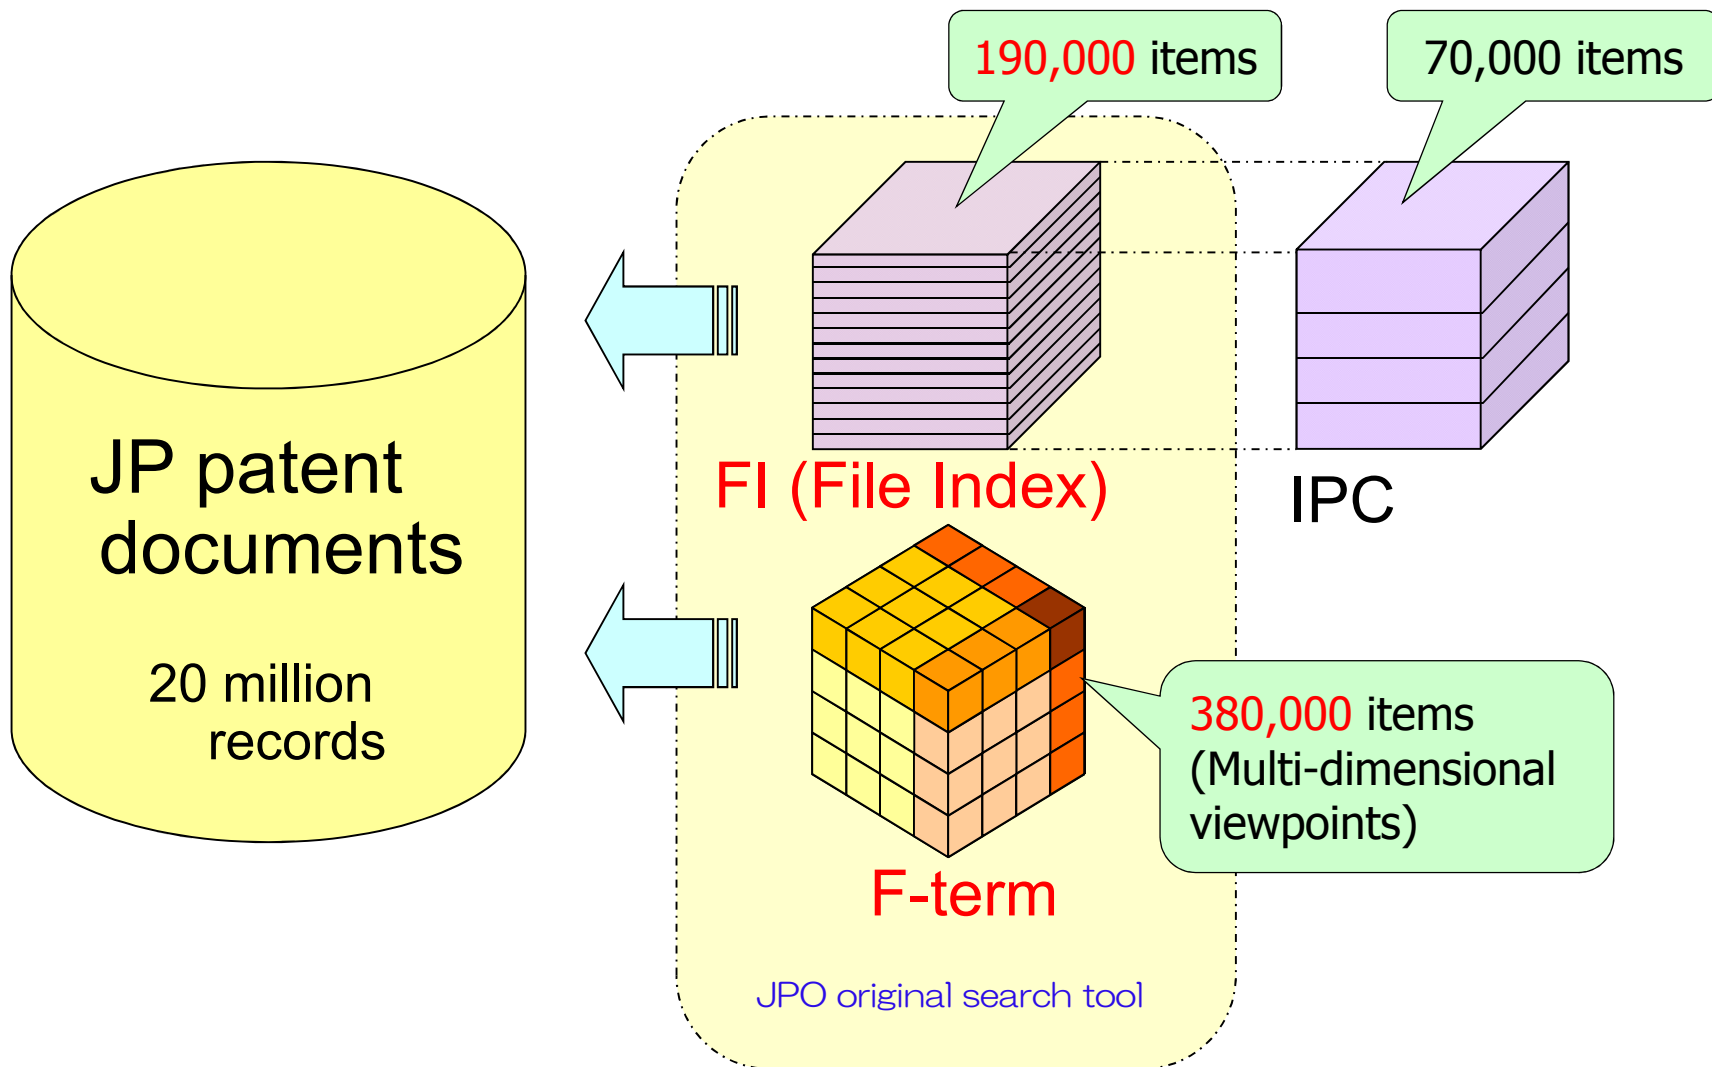 190,000 items
70,000 items
JP patent
documents
20 million
records
FI (File Index)
IPC
380,000 items
(Multi-dimensional
viewpoints)
F-term
JPO original search tool